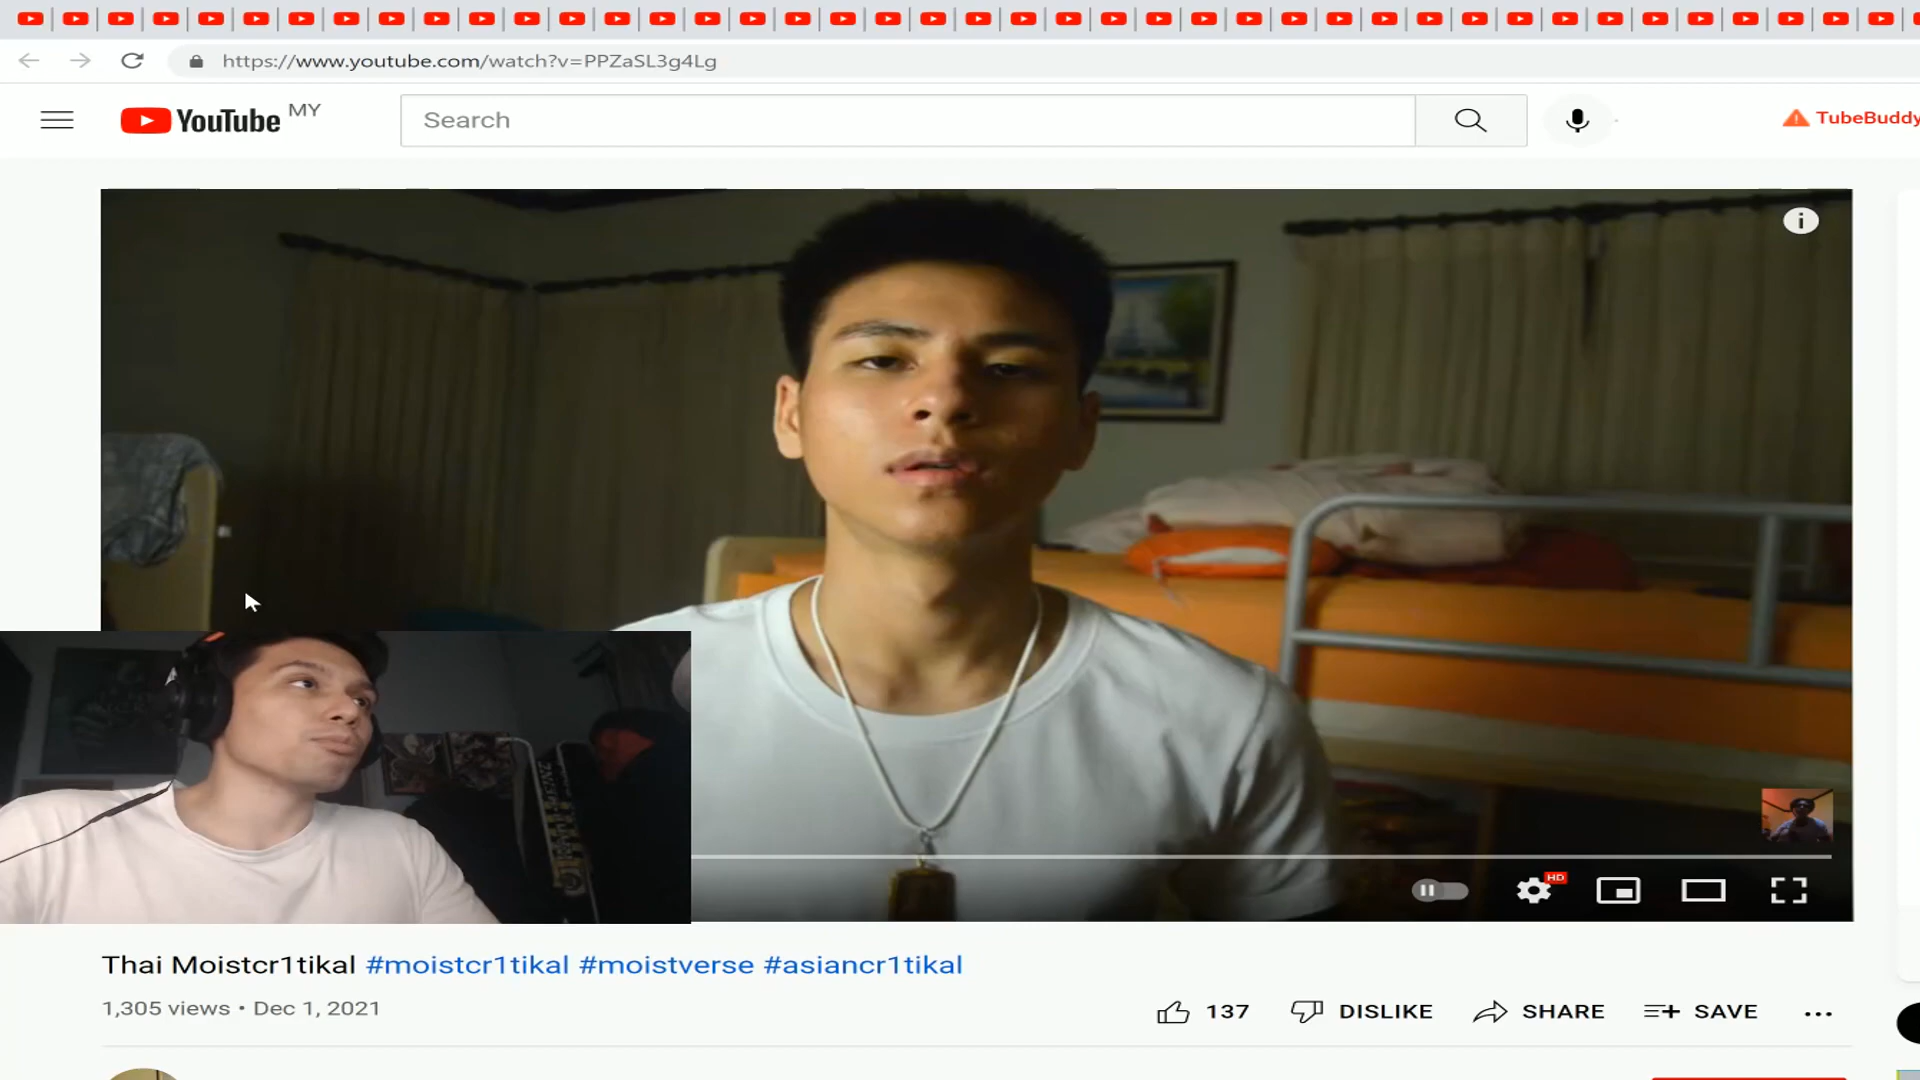 https://www.youtube.com/watch?v=PPZaSL3g4Lg
YouTube MY
Search
TubeBuddy
HD
Thai Moistcr1tikal #moistcr1tikal #moistverse #asiancr1tikal
1,305 views • Dec 1, 2021
137 DISLIKE SHARE SAVE